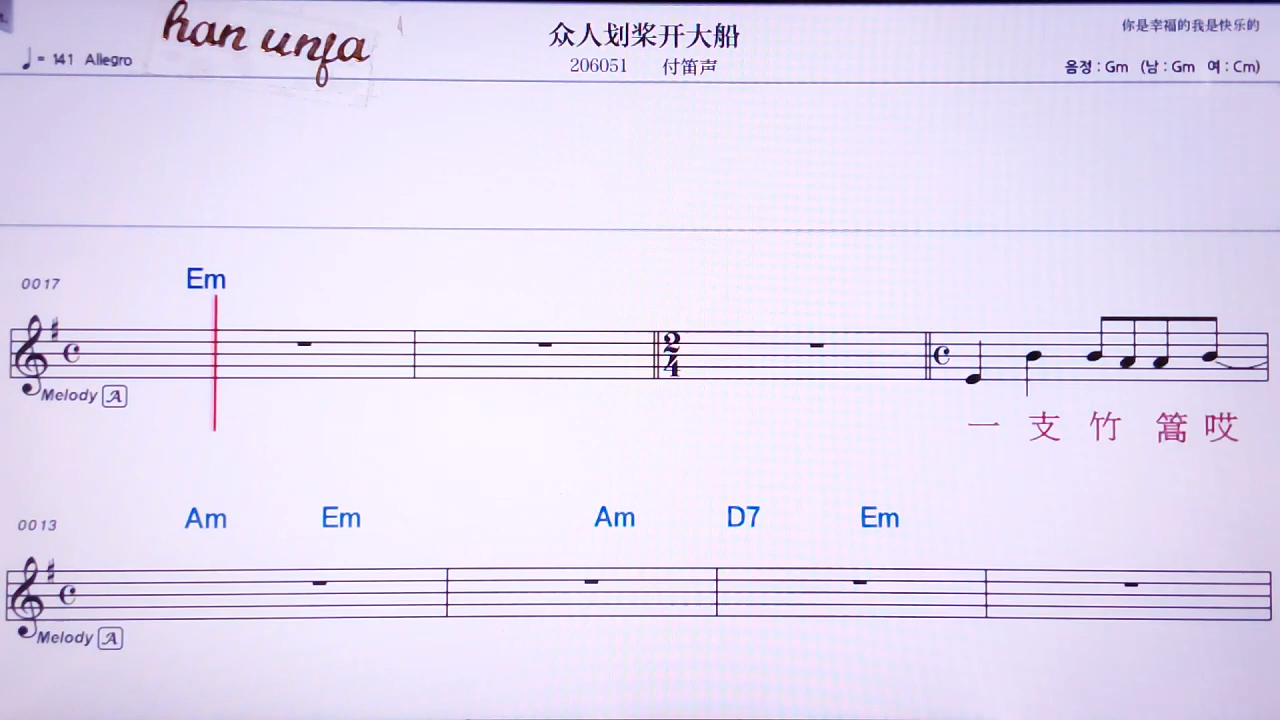 han unja
♩= 141 Allegro
众人划桨开大船
206051 付笛声
你是幸福的我是快乐的
음정 : Gm (남 : Gm 여 : Cm)
0017
Em
2
4
Melody A
一 支 竹 篙 哎
0013
Am Em Am D7 Em
Melody A